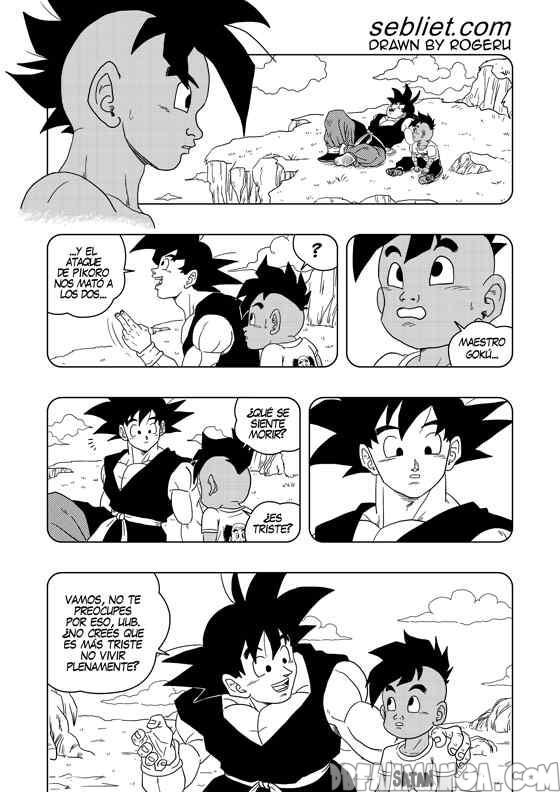 sebliet.com
DRAWN BY ROGERU
...Y EL
ATAQUE
DE PIKORO
NOS MATÓ A
LOS DOS...
?
MAESTRO
GOKÚ...
¿QUÉ SE
SIENTE
MORIR?
¿ES
TRISTE?
VAMOS, NO TE
PREOCUPES
POR ESO, UUB.
¿NO CREES QUE
ES MÁS TRISTE
NO VIVIR
PLENAMENTE?
SATAN
DREAMMANGA.COM